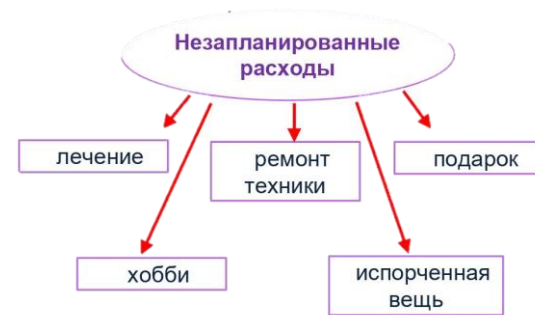 Незапланированные
расходы
лечение
ремонт
техники
подарок
хобби
испорченная
вещь